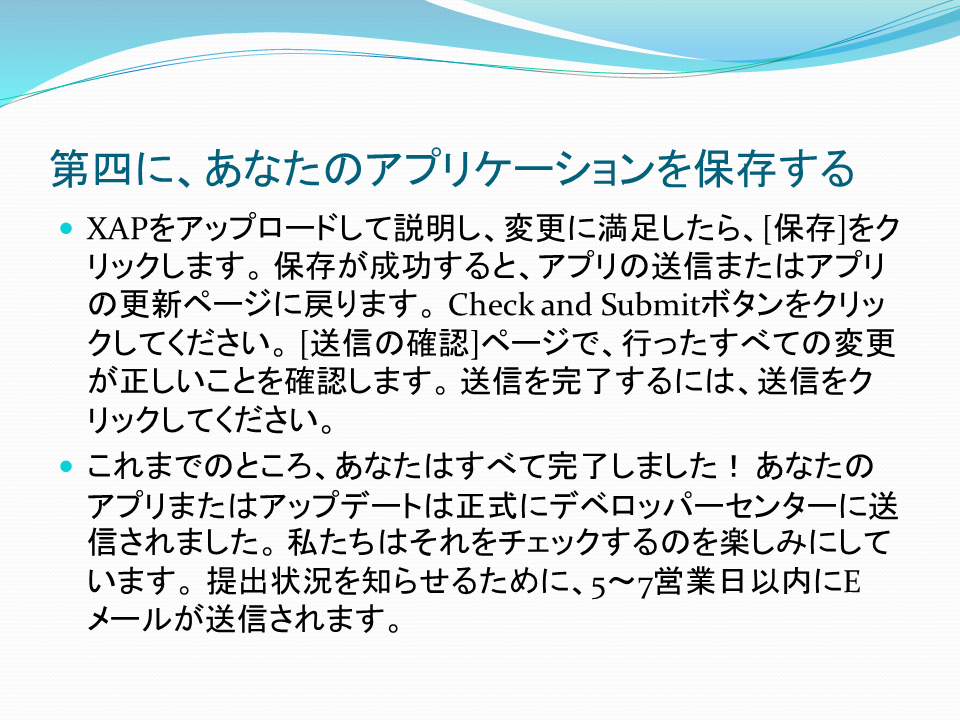 第四に、あなたのアプリケーションを保存する
• XAPをアップロードして説明し、変更に満足したら、[保存]をク
リックします。保存が成功すると、アプリの送信またはアプリ
の更新ページに戻ります。Check and Submitボタンをクリッ
クしてください。[送信の確認]ページで、行ったすべての変更
が正しいことを確認します。送信を完了するには、送信をク
リックしてください。
• これまでのところ、あなたはすべて完了しました！ あなたの
アプリまたはアップデートは正式にデベロッパーセンターに送
信されました。私たちはそれをチェックするのを楽しみにして
います。提出状況を知らせるために、5〜7営業日以内にE
メールが送信されます。